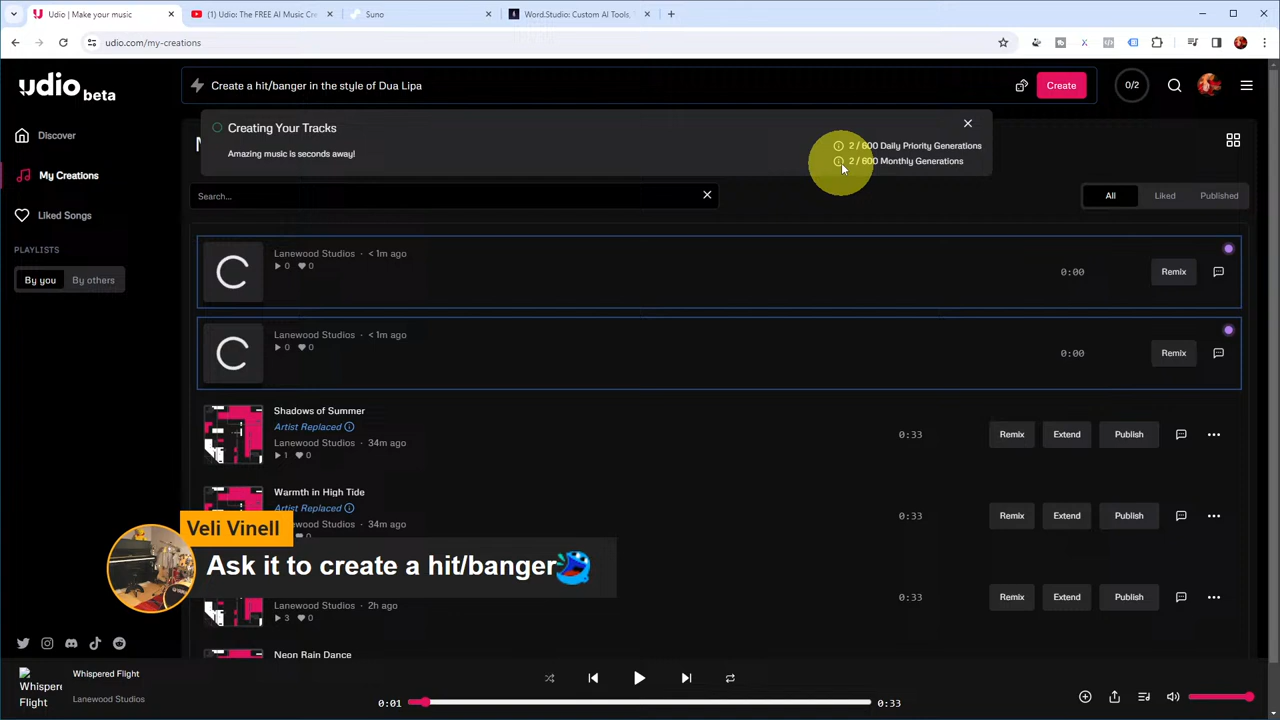 Udio | Make your music
(1) Udio: The FREE AI Music Cre
Suno
Word.Studio: Custom AI Tools,
udio.com/my-creations
udio beta
Create a hit/banger in the style of Dua Lipa
Create
0/2
Creating Your Tracks
Amazing music is seconds away!
2 / 600 Daily Priority Generations
2 / 600 Monthly Generations
Discover
My Creations
Liked Songs
PLAYLISTS
By you
By others
M
Search...
All
Liked
Published
Lanewood Studios · < 1m ago
0 0
0:00
Remix
Lanewood Studios · < 1m ago
0 0
0:00
Remix
Shadows of Summer
Artist Replaced
Lanewood Studios · 34m ago
1 0
0:33
Remix
Extend
Publish
Warmth in High Tide
Artist Replaced
Lanewood Studios · 34m ago
0
0:33
Remix
Extend
Publish
Veli Vinell
Ask it to create a hit/banger
Lanewood Studios · 2h ago
3 0
0:33
Remix
Extend
Publish
Neon Rain Dance
Whispered Flight
Whispered Flight
Lanewood Studios
0:01
0:33